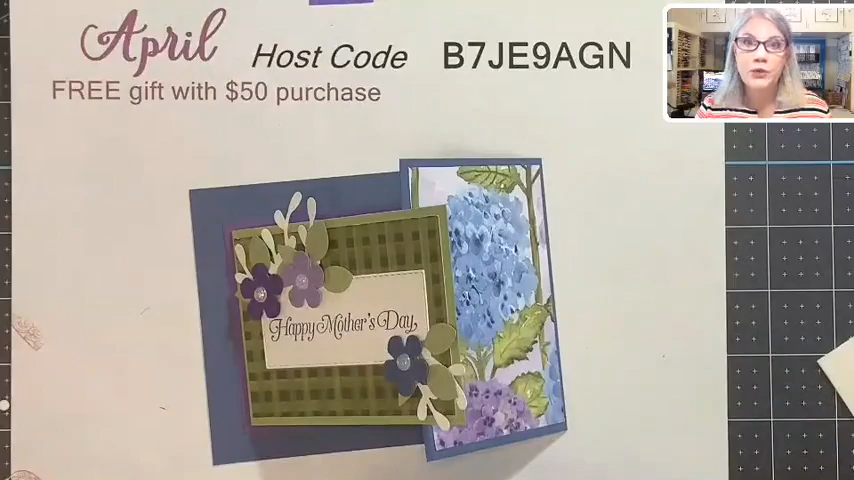 April Host Code B7JE9AGN
FREE gift with $50 purchase
Happy Mother's Day